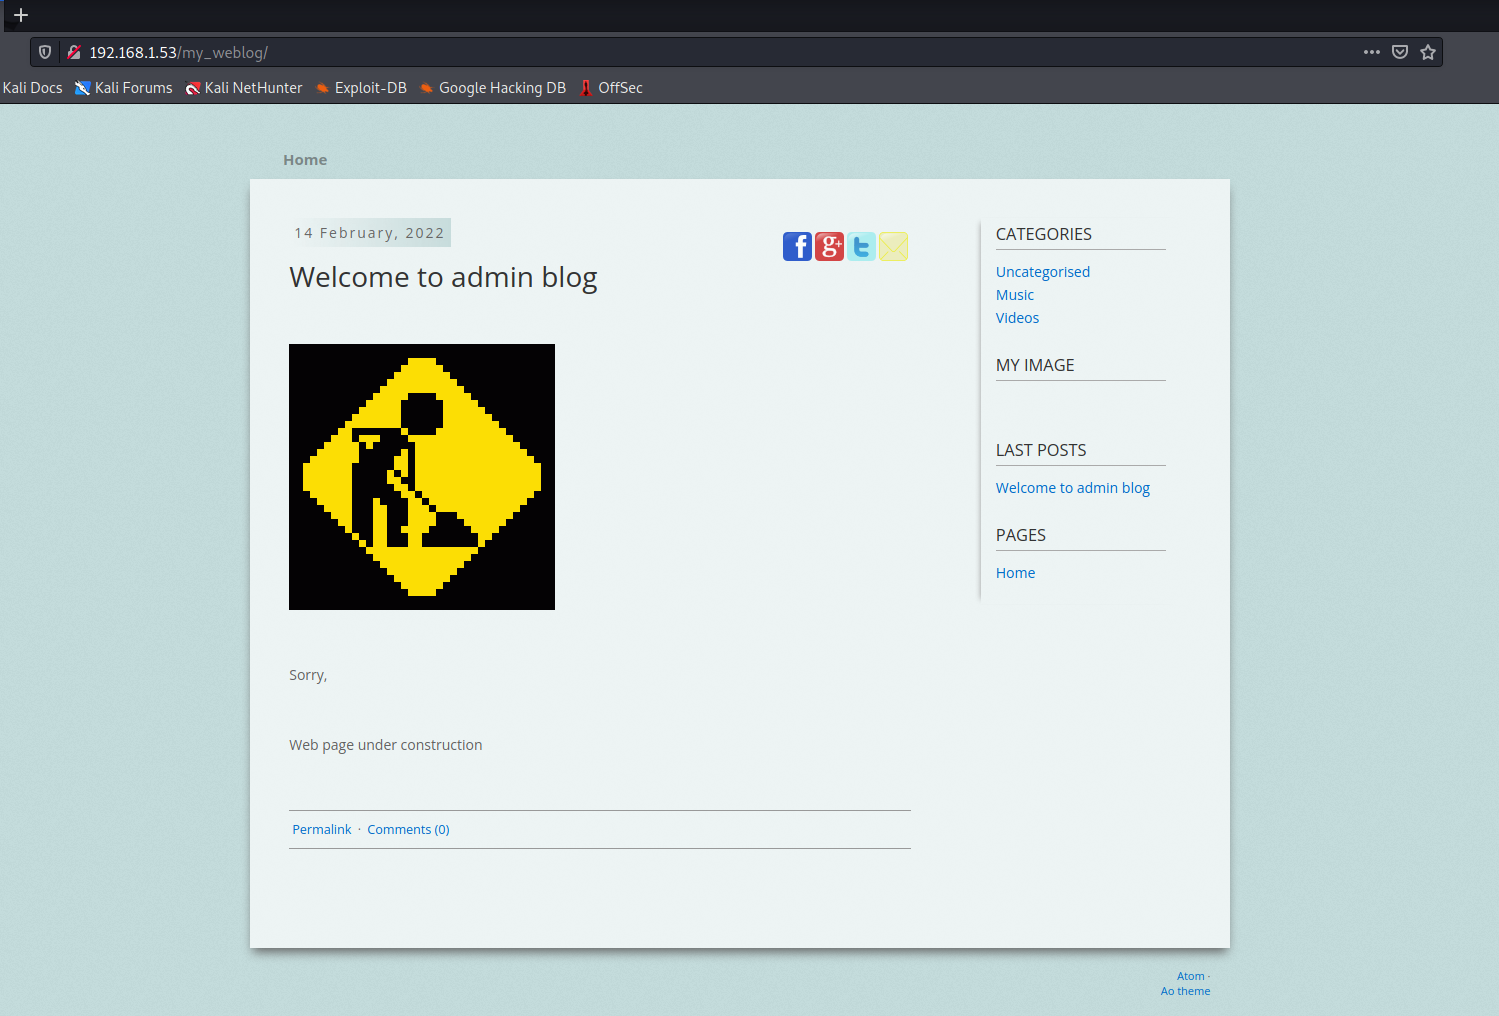 192.168.1.53/my_weblog/
Kali Docs Kali Forums Kali NetHunter Exploit-DB Google Hacking DB OffSec
Home
14 February, 2022
Welcome to admin blog
Sorry,
Web page under construction
Permalink · Comments (0)
CATEGORIES
Uncategorised
Music
Videos
MY IMAGE
LAST POSTS
Welcome to admin blog
PAGES
Home
Atom ·
Ao theme